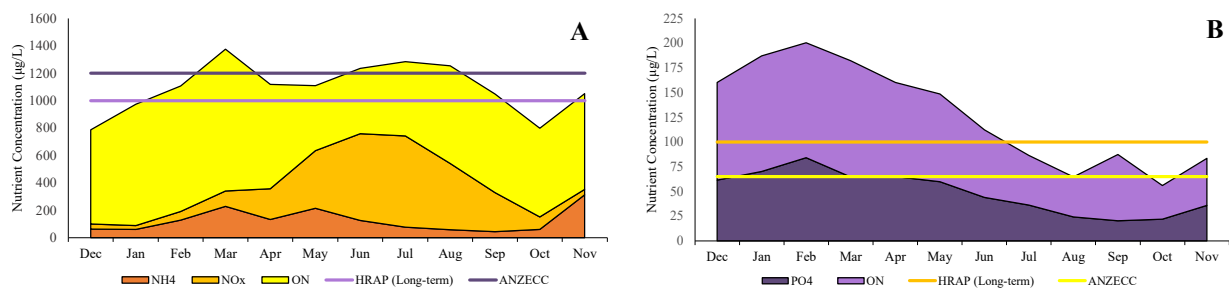 A
Nutrient Concentration (µg/L)
1600
1400
1200
1000
800
600
400
200
0
Dec Jan Feb Mar Apr May Jun Jul Aug Sep Oct Nov
NH4 NOx ON HRAP (Long-term) ANZECC
B
Nutrient Concentration (µg/L)
225
200
175
150
125
100
75
50
25
0
Dec Jan Feb Mar Apr May Jun Jul Aug Sep Oct Nov
PO4 ON HRAP (Long-term) ANZECC